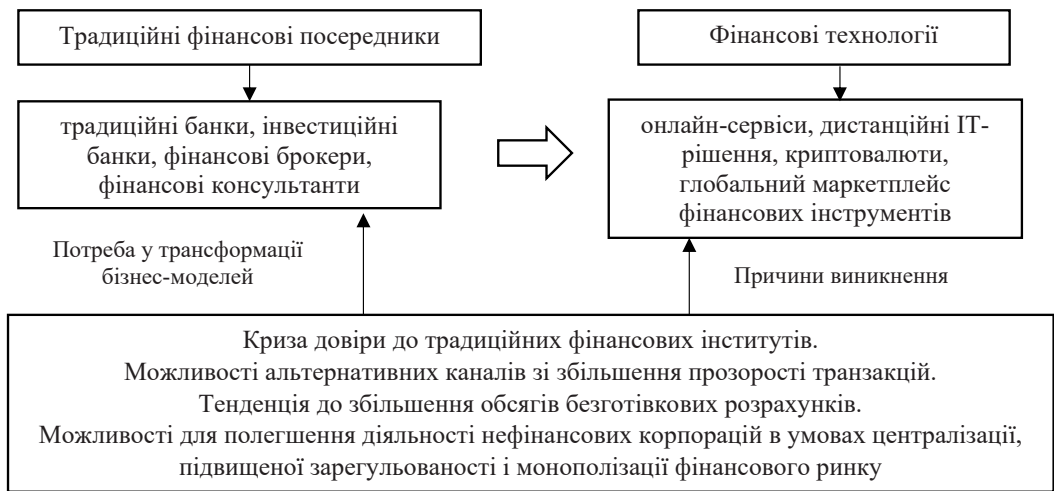 Традиційні фінансові посередники
Фінансові технології
традиційні банки, інвестиційні
банки, фінансові брокери,
фінансові консультанти
онлайн-сервіси, дистанційні ІТ-
рішення, криптовалюти,
глобальний маркетплейс
фінансових інструментів
Потреба у трансформації
бізнес-моделей
Причини виникнення
Криза довіри до традиційних фінансових інститутів.
Можливості альтернативних каналів зі збільшення прозорості транзакцій.
Тенденція до збільшення обсягів безготівкових розрахунків.
Можливості для полегшення діяльності нефінансових корпорацій в умовах централізації,
підвищеної зарегульованості і монополізації фінансового ринку